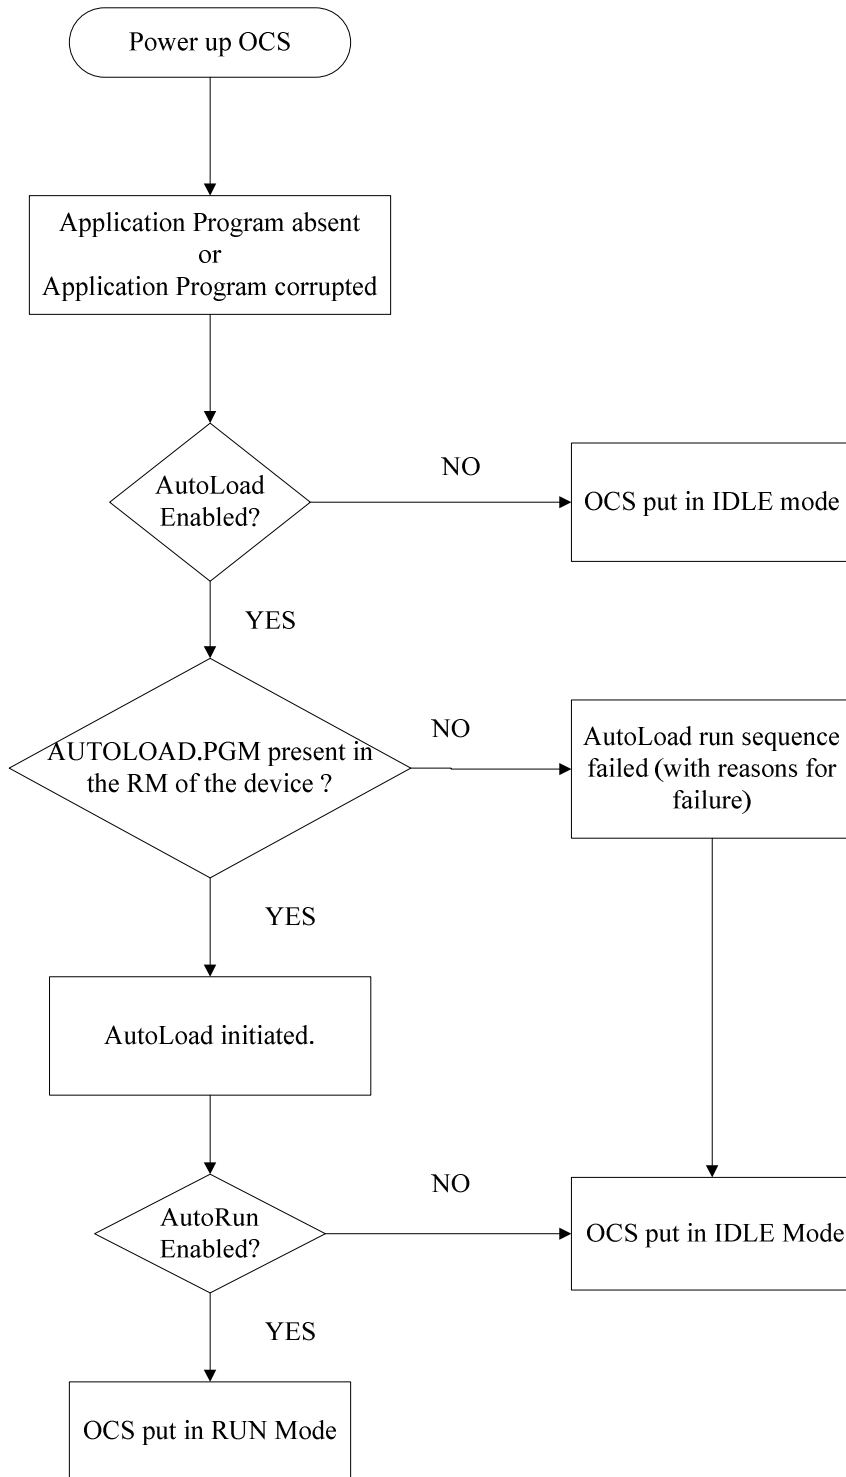 Power up OCS
Application Program absent
or
Application Program corrupted
AutoLoad
Enabled?
NO
OCS put in IDLE mode
YES
AUTOLOAD.PGM present in
the RM of the device ?
NO
AutoLoad run sequence
failed (with reasons for
failure)
YES
AutoLoad initiated.
AutoRun
Enabled?
NO
OCS put in IDLE Mode
YES
OCS put in RUN Mode